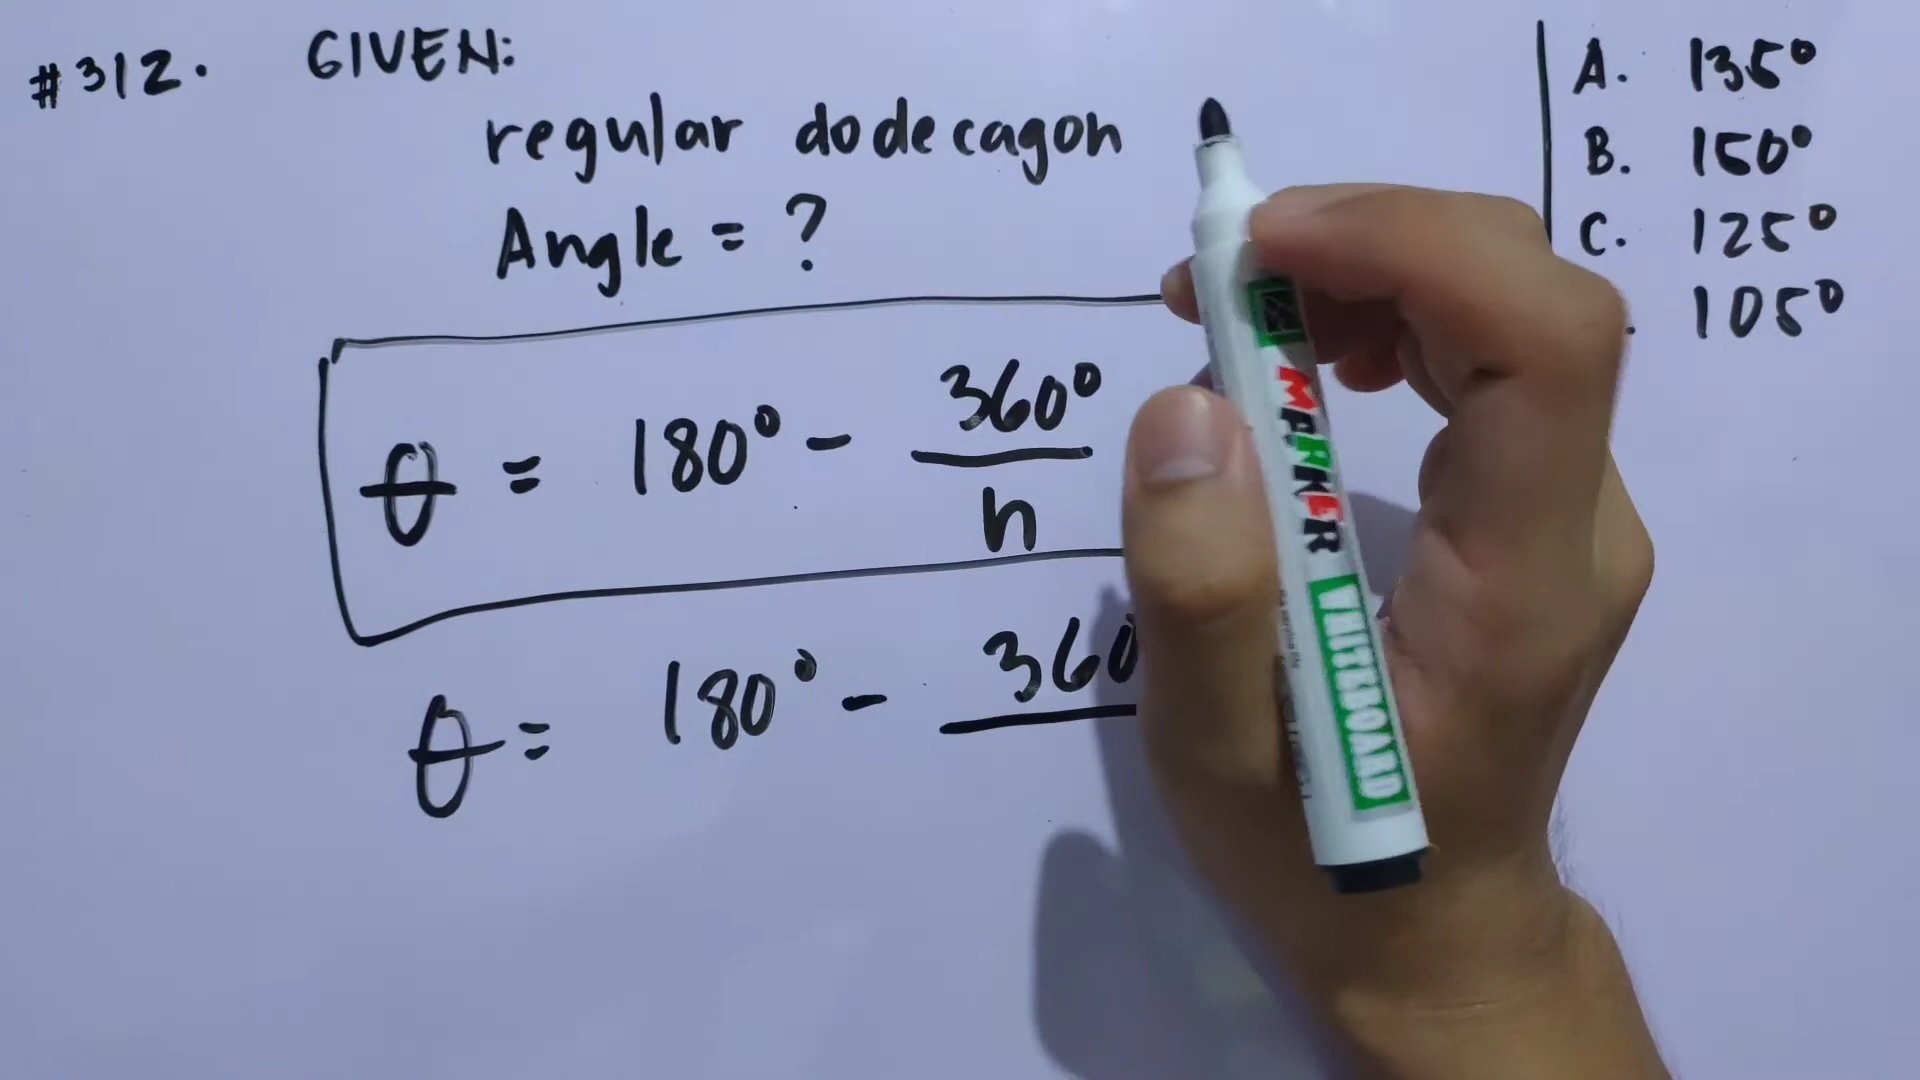 #312. GIVEN:
regular dodecagon
Angle = ?
θ = 180° - 360°
n
θ = 180° - 360
A. 135°
B. 150°
C. 125°
. 105°
MARKER
WHITEBOARD